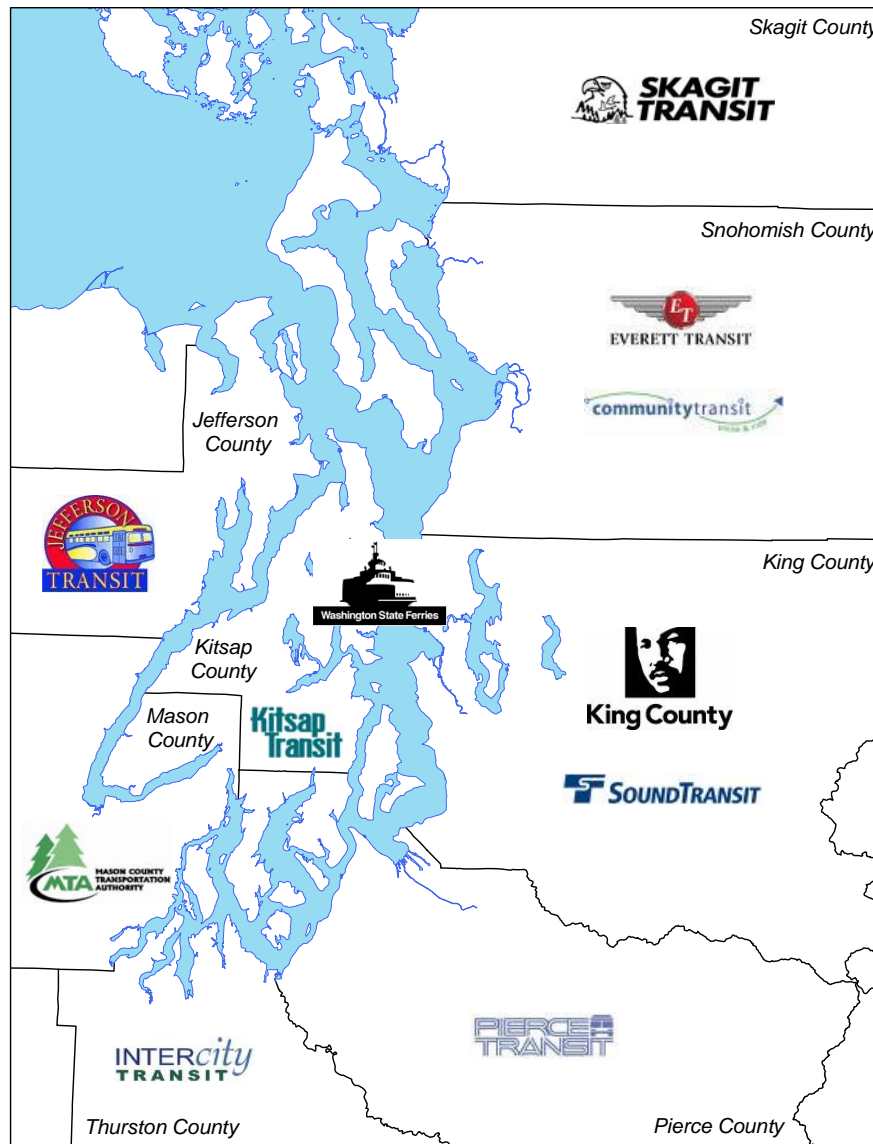 Skagit County
SKAGIT
TRANSIT
Snohomish County
ET
EVERETT TRANSIT
communitytransit
Jefferson
County
JEFFERSON
TRANSIT
King County
Washington State Ferries
Kitsap
County
King County
Mason
County
Kitsap
Transit
ST
SOUNDTRANSIT
MTA
MASON COUNTY
TRANSPORTATION
AUTHORITY
PIERCE
TRANSIT
INTERcity
TRANSIT
Thurston County
Pierce County